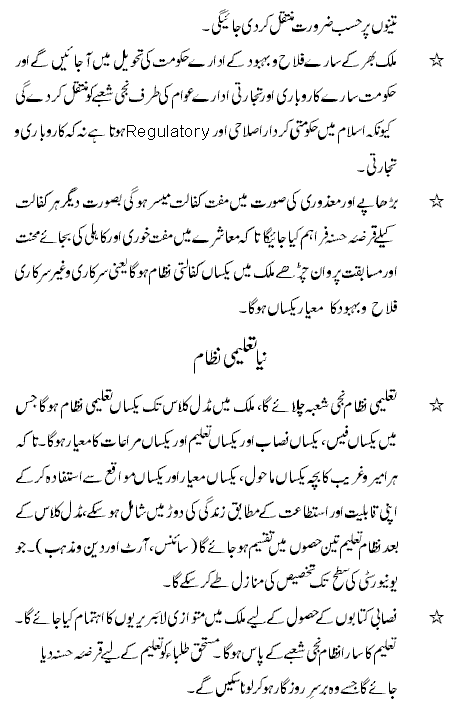 تینوں پر حسب ضرورت منتقل کر دی جائیگی ۔
☆ ملک بھر کے سارے فلاح و بہبود کے ادارے حکومت کی تحویل میں آ جائیں گے اور
حکومت سارے کاروباری اور تجارتی ادارے عوام کی طرف نجی شعبے کو منتقل کر دے گی
کیونکہ اسلام میں حکومتی کردار اصلاحی اور Regulatory ہوتا ہے نہ کہ کاروباری و
تجارتی ۔
☆ بڑھاپے اور معذوری کی صورت میں مفت کفالت میسر ہوگی بصورت دیگر ہر کفالت
کیلئے قرضہ حسنہ فراہم کیا جائیگا تا کہ معاشرے میں مفت خوری اور کاہلی کی بجائے محنت
اور مسابقت پروان چڑھے ملک میں یکساں کفالتی نظام ہوگا یعنی سرکاری و غیر سرکاری
فلاح و بہبود کا معیار یکساں ہوگا۔
نیا تعلیمی نظام
☆ تعلیمی نظام نجی شعبہ چلائے گا، ملک میں مڈل کلاس تک یکساں تعلیمی نظام ہوگا جس
میں یکساں فیس، یکساں نصاب اور یکساں تعلیم اور یکساں مراعات کا معیار ہوگا۔ تا کہ
ہر امیر و غریب کا بچہ یکساں ماحول، یکساں معیار اور یکساں مواقع سے استفادہ کر کے
اپنی قابلیت اور استطاعت کے مطابق زندگی کی دوڑ میں شامل ہو سکے، مڈل کلاس کے
بعد نظام تعلیم تین حصوں میں تقسیم ہو جائے گا (سائنس، آرٹ اور دین و مذہب)۔ جو
یونیورسٹی کی سطح تک تخصیص کی منازل طے کر سکے گا۔
☆ نصابی کتابوں کے حصول کے لیے ملک میں متوازی لائبریریوں کا اہتمام کیا جائے گا۔
تعلیم کا سارا نظام نجی شعبے کے پاس ہوگا ۔ مستحق طلباء کو تعلیم کے لیے قرضہ حسنہ دیا
جائے گا جسے وہ برسر روزگار ہو کر لوٹا سکیں گے۔